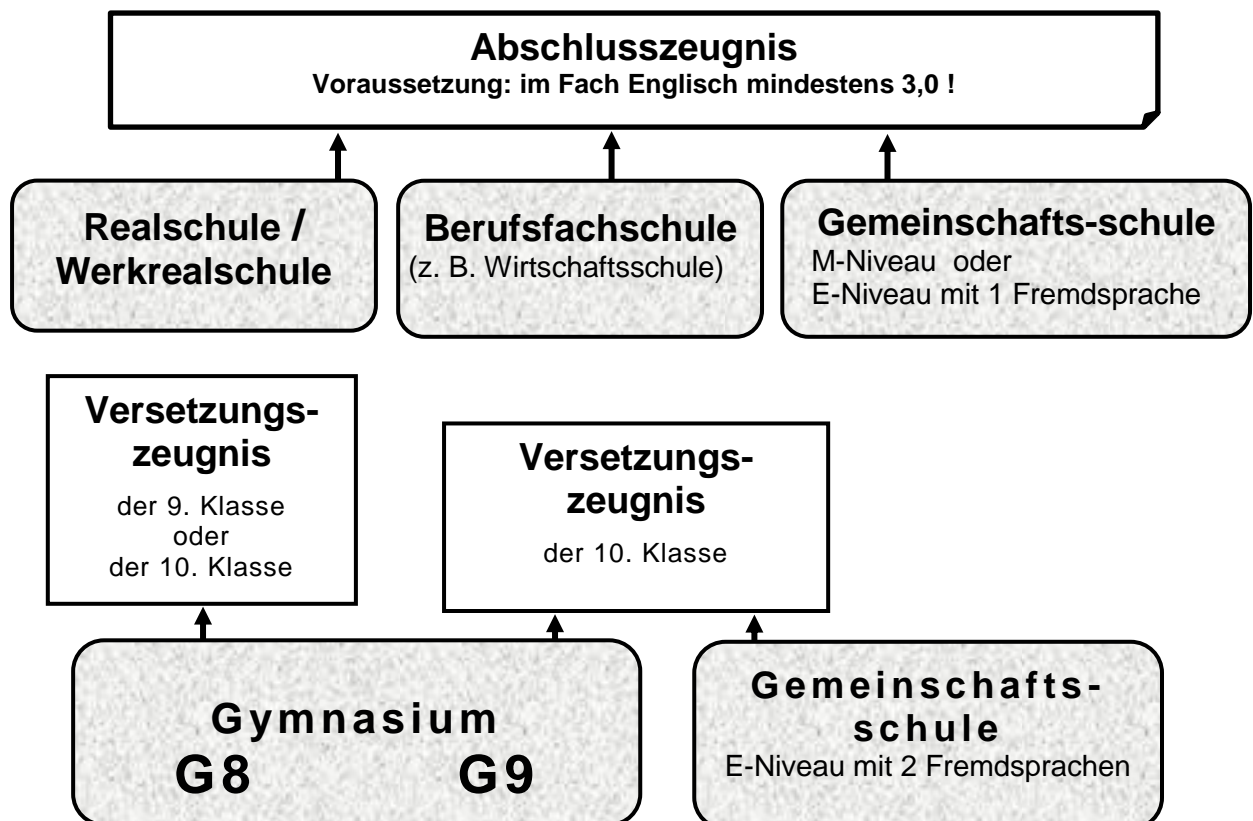 Abschlusszeugnis
Voraussetzung: im Fach Englisch mindestens 3,0 !
Realschule /
Werkrealschule
Berufsfachschule
(z. B. Wirtschaftsschule)
Gemeinschafts-schule
M-Niveau oder
E-Niveau mit 1 Fremdsprache
Versetzungs-
zeugnis
der 9. Klasse
oder
der 10. Klasse
Versetzungs-
zeugnis
der 10. Klasse
Gymnasium
G8 G9
Gemeinschafts-
schule
E-Niveau mit 2 Fremdsprachen